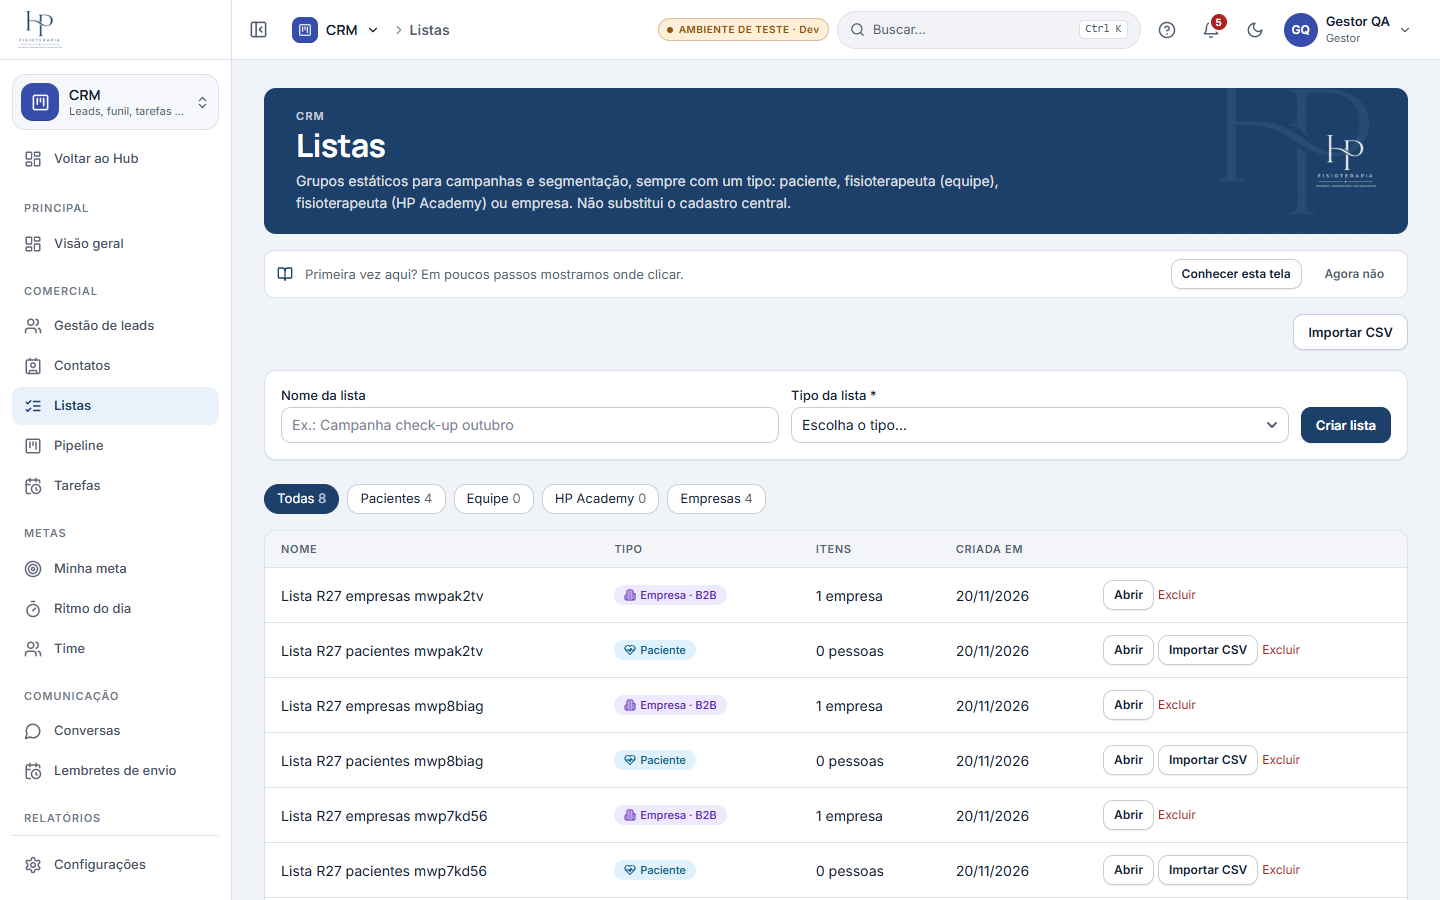 HP
FISIOTERAPIA
CRM
Listas
AMBIENTE DE TESTE · Dev
Buscar...
Ctrl K
5
GQ
Gestor QA
Gestor
CRM
Leads, funil, tarefas ...
Voltar ao Hub
PRINCIPAL
Visão geral
COMERCIAL
Gestão de leads
Contatos
Listas
Pipeline
Tarefas
METAS
Minha meta
Ritmo do dia
Time
COMUNICAÇÃO
Conversas
Lembretes de envio
RELATÓRIOS
Configurações
CRM
Listas
Grupos estáticos para campanhas e segmentação, sempre com um tipo: paciente, fisioterapeuta (equipe),
fisioterapeuta (HP Academy) ou empresa. Não substitui o cadastro central.
HP
FISIOTERAPIA
Primeira vez aqui? Em poucos passos mostramos onde clicar.
Conhecer esta tela
Agora não
Importar CSV
Nome da lista
Ex.: Campanha check-up outubro
Tipo da lista *
Escolha o tipo...
Criar lista
Todas 8
Pacientes 4
Equipe 0
HP Academy 0
Empresas 4
NOME TIPO ITENS CRIADA EM
Lista R27 empresas mwpak2tv Empresa · B2B 1 empresa 20/11/2026 Abrir Excluir
Lista R27 pacientes mwpak2tv Paciente 0 pessoas 20/11/2026 Abrir Importar CSV Excluir
Lista R27 empresas mwp8biag Empresa · B2B 1 empresa 20/11/2026 Abrir Excluir
Lista R27 pacientes mwp8biag Paciente 0 pessoas 20/11/2026 Abrir Importar CSV Excluir
Lista R27 empresas mwp7kd56 Empresa · B2B 1 empresa 20/11/2026 Abrir Excluir
Lista R27 pacientes mwp7kd56 Paciente 0 pessoas 20/11/2026 Abrir Importar CSV Excluir